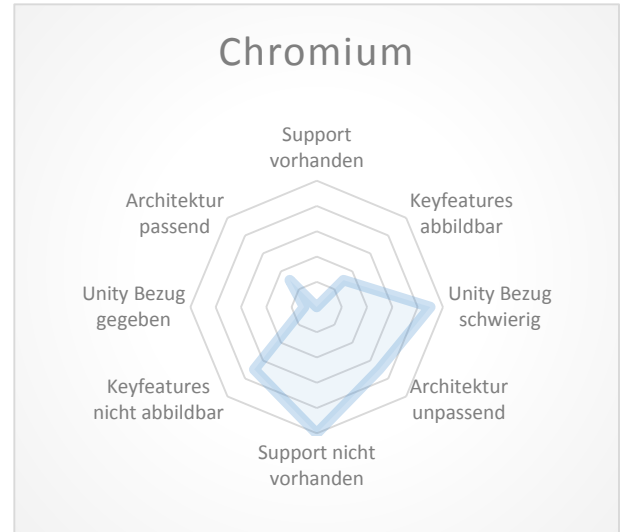 Chromium
Support
vorhanden
Keyfeatures
abbildbar
Unity Bezug
schwierig
Architektur
unpassend
Support nicht
vorhanden
Keyfeatures
nicht abbildbar
Unity Bezug
gegeben
Architektur
passend